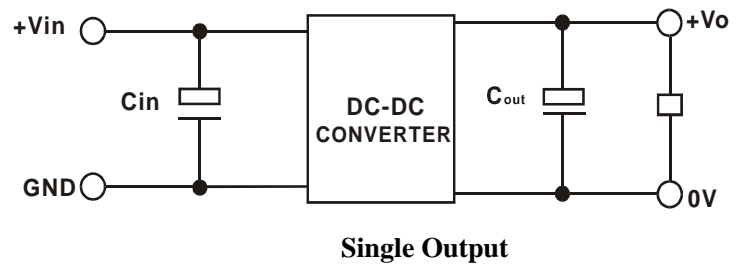 +Vin
+Vo
Cin
DC-DC
CONVERTER
Cout
GND
0V
Single Output